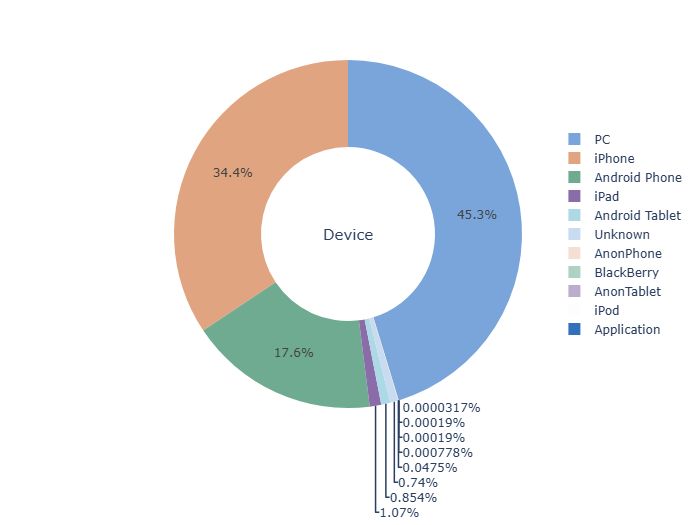 34.4%
45.3%
Device
17.6%
0.0000317%
0.00019%
0.00019%
0.000778%
0.0475%
0.74%
0.854%
1.07%
PC
iPhone
Android Phone
iPad
Android Tablet
Unknown
AnonPhone
BlackBerry
AnonTablet
iPod
Application